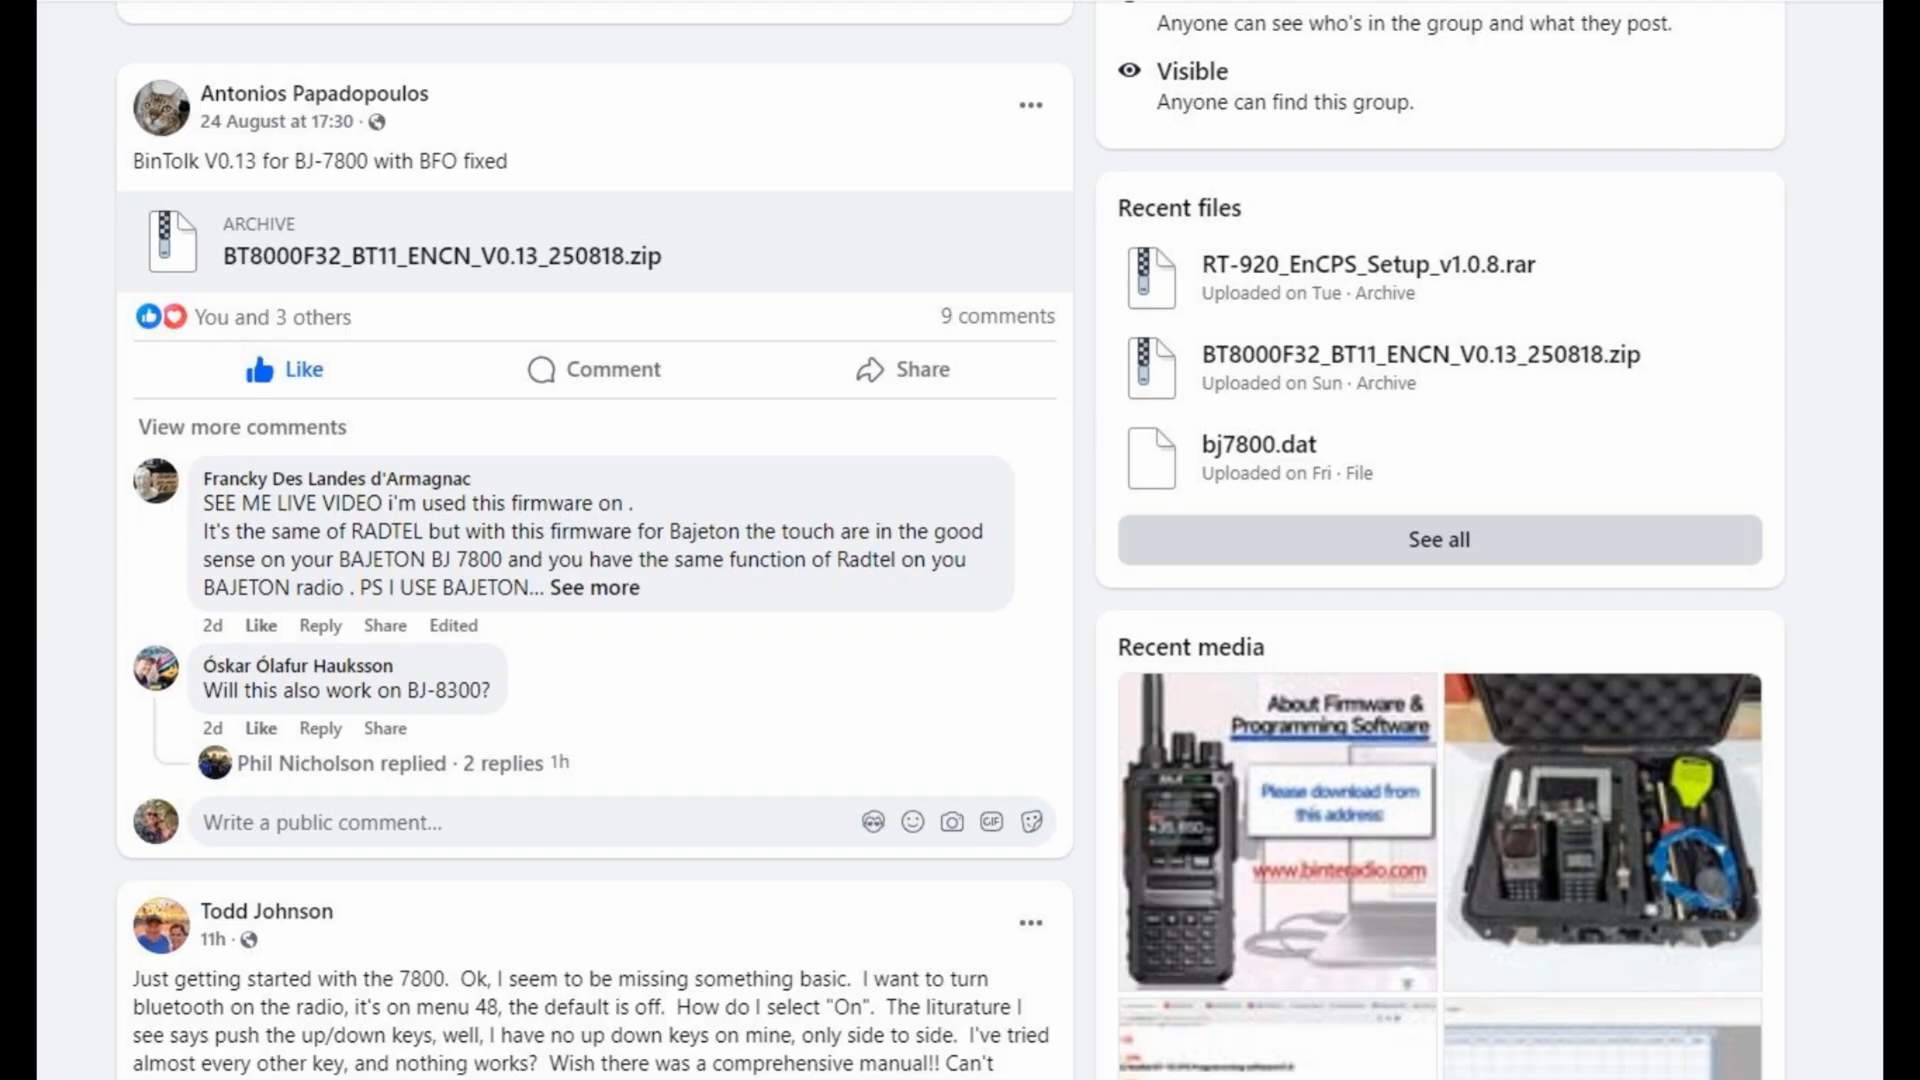 Antonios Papadopoulos
24 August at 17:30 ·
BinTolk V0.13 for BJ-7800 with BFO fixed
ARCHIVE
BT8000F32_BT11_ENCN_V0.13_250818.zip
You and 3 others
9 comments
Like
Comment
Share
View more comments
Francky Des Landes d'Armagnac
SEE ME LIVE VIDEO i'm used this firmware on .
It's the same of RADTEL but with this firmware for Bajeton the touch are in the good
sense on your BAJETON BJ 7800 and you have the same function of Radtel on you
BAJETON radio . PS I USE BAJETON... See more
2d Like Reply Share Edited
Óskar Ólafur Hauksson
Will this also work on BJ-8300?
2d Like Reply Share
Phil Nicholson replied · 2 replies 1h
Write a public comment...
GIF
Todd Johnson
11h ·
Just getting started with the 7800. Ok, I seem to be missing something basic. I want to turn
bluetooth on the radio, it's on menu 48, the default is off. How do I select "On". The liturature I
see says push the up/down keys, well, I have no up down keys on mine, only side to side. I've tried
almost every other key, and nothing works? Wish there was a comprehensive manual!! Can't
Anyone can see who's in the group and what they post.
Visible
Anyone can find this group.
Recent files
RT-920_EnCPS_Setup_v1.0.8.rar
Uploaded on Tue · Archive
BT8000F32_BT11_ENCN_V0.13_250818.zip
Uploaded on Sun · Archive
bj7800.dat
Uploaded on Fri · File
See all
Recent media
About Firmware &
Programming Software
Please download from
this address:
www.binteradio.com